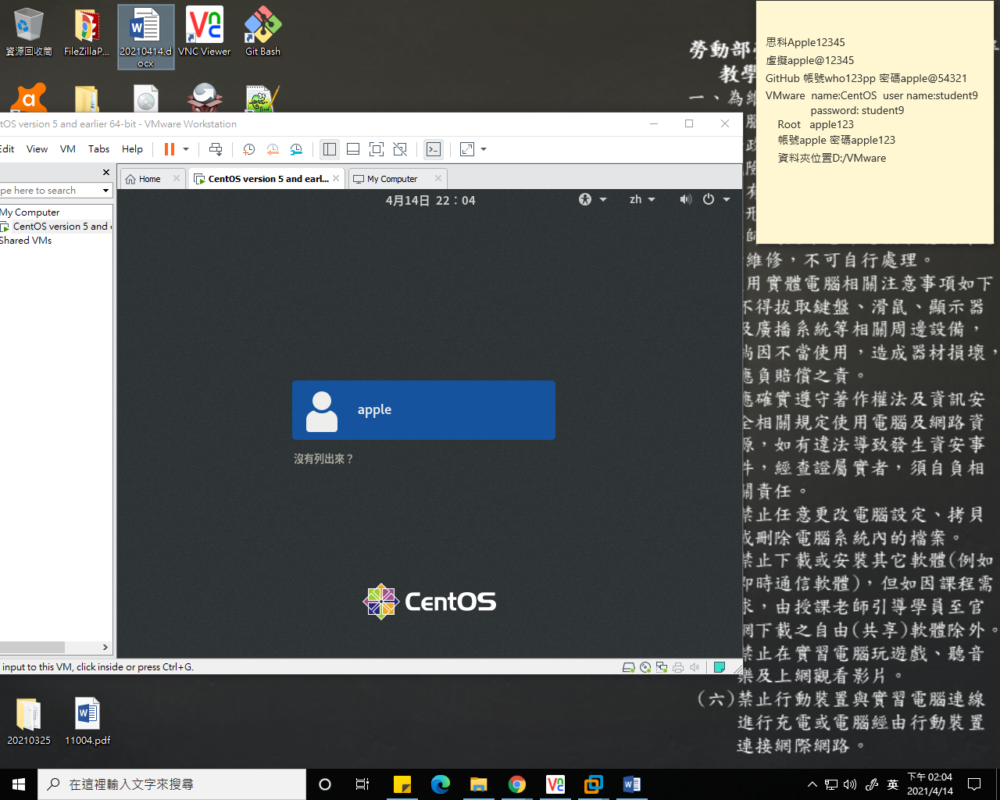 資源回收筒
FileZillaP...
20210414.docx
VNC Viewer
Git Bash
思科Apple12345
虛擬apple@12345
GitHub 帳號who123pp 密碼apple@54321
VMware name:CentOS user name:student9
password: student9
Root apple123
帳號apple 密碼apple123
資料夾位置D:/VMware
勞動部
教學
一、為維
tOS version 5 and earlier 64-bit - VMware Workstation
Edit View VM Tabs Help
pe here to search
My Computer
CentOS version 5 and e
Shared VMs
Home
CentOS version 5 and earl...
My Computer
4月14日 22：04
zh
apple
沒有列出來？
CentOS
input to this VM, click inside or press Ctrl+G.
維修，不可自行處理。
用實體電腦相關注意事項如下
不得拔取鍵盤、滑鼠、顯示器
及廣播系統等相關周邊設備，
倘因不當使用，造成器材損壞，
應負賠償之責。
應確實遵守著作權法及資訊安
全相關規定使用電腦及網路資
源，如有違法導致發生資安事
件，經查證屬實者，須自負相
關責任。
禁止任意更改電腦設定、拷貝
或刪除電腦系統內的檔案。
禁止下載或安裝其它軟體(例如
即時通信軟體)，但如因課程需
求，由授課老師引導學員至官
網下載之自由(共享)軟體除外。
禁止在實習電腦玩遊戲、聽音
樂及上網觀看影片。
(六)禁止行動裝置與實習電腦連線
進行充電或電腦經由行動裝置
連接網際網路。
20210325
11004.pdf
在這裡輸入文字來搜尋
英
下午 02:04
2021/4/14